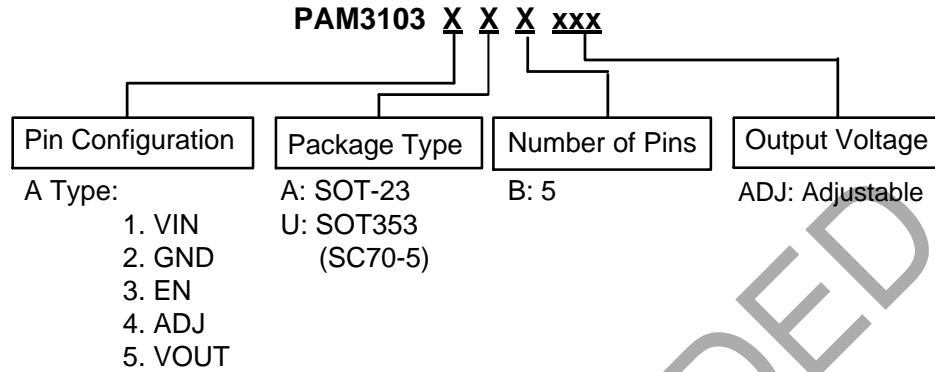 PAM3103 X X X xxx
Pin Configuration
Package Type
Number of Pins
Output Voltage
A Type:
1. VIN
2. GND
3. EN
4. ADJ
5. VOUT
A: SOT-23
U: SOT353
(SC70-5)
B: 5
ADJ: Adjustable
DED